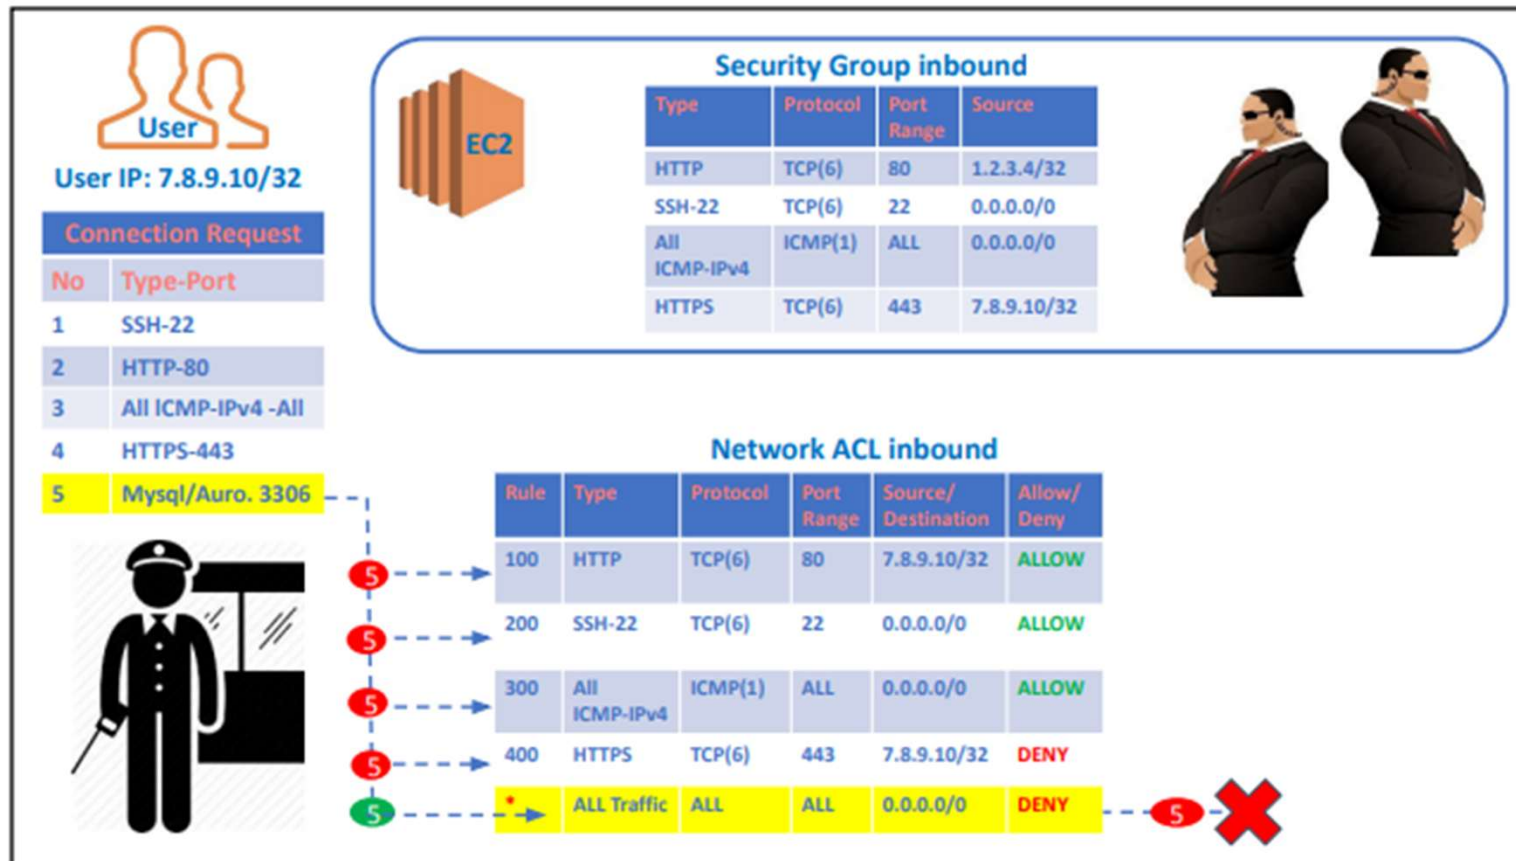 User
User IP: 7.8.9.10/32
Connection Request
No Type-Port
1 SSH-22
2 HTTP-80
3 All ICMP-IPv4 -All
4 HTTPS-443
5 Mysql/Auro. 3306
EC2
Security Group inbound
Type Protocol Port Range Source
HTTP TCP(6) 80 1.2.3.4/32
SSH-22 TCP(6) 22 0.0.0.0/0
All ICMP-IPv4 ICMP(1) ALL 0.0.0.0/0
HTTPS TCP(6) 443 7.8.9.10/32
Network ACL inbound
Rule Type Protocol Port Range Source/ Destination Allow/ Deny
5 100 HTTP TCP(6) 80 7.8.9.10/32 ALLOW
5 200 SSH-22 TCP(6) 22 0.0.0.0/0 ALLOW
5 300 All ICMP-IPv4 ICMP(1) ALL 0.0.0.0/0 ALLOW
5 400 HTTPS TCP(6) 443 7.8.9.10/32 DENY
5 * ALL Traffic ALL ALL 0.0.0.0/0 DENY 5